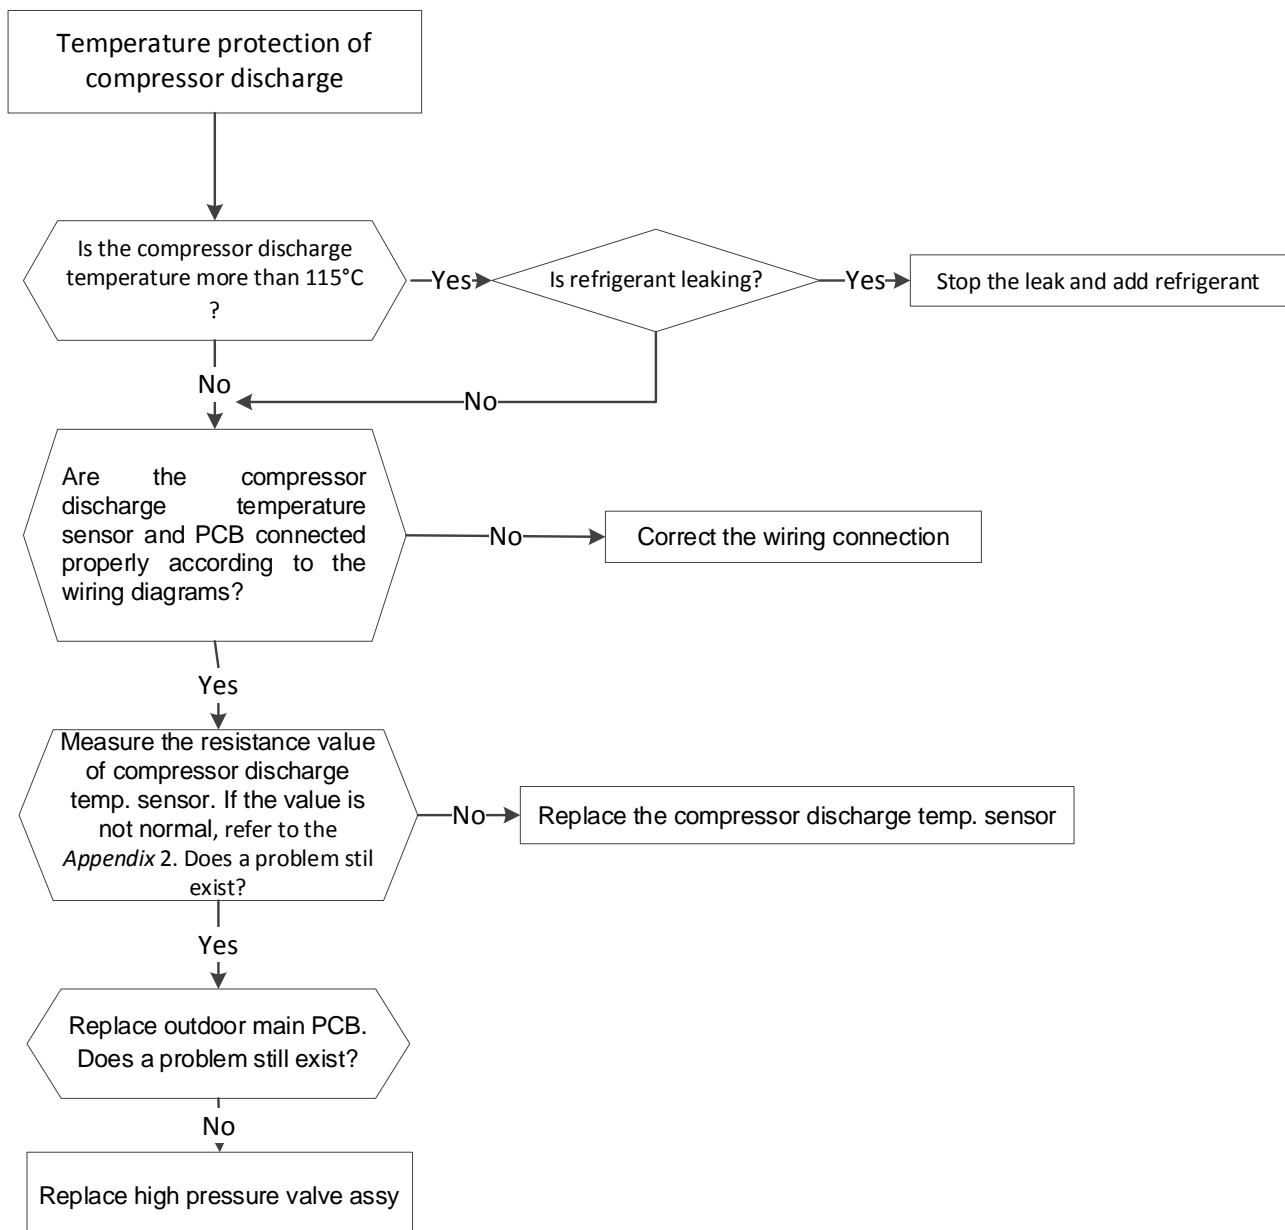 Temperature protection of
compressor discharge
Is the compressor discharge
temperature more than 115°C
?
Yes
Is refrigerant leaking?
Yes
Stop the leak and add refrigerant
No
No
Are the compressor
discharge temperature
sensor and PCB connected
properly according to the
wiring diagrams?
No
Correct the wiring connection
Yes
Measure the resistance value
of compressor discharge
temp. sensor. If the value is
not normal, refer to the
Appendix 2. Does a problem stil
exist?
No
Replace the compressor discharge temp. sensor
Yes
Replace outdoor main PCB.
Does a problem still exist?
No
Replace high pressure valve assy